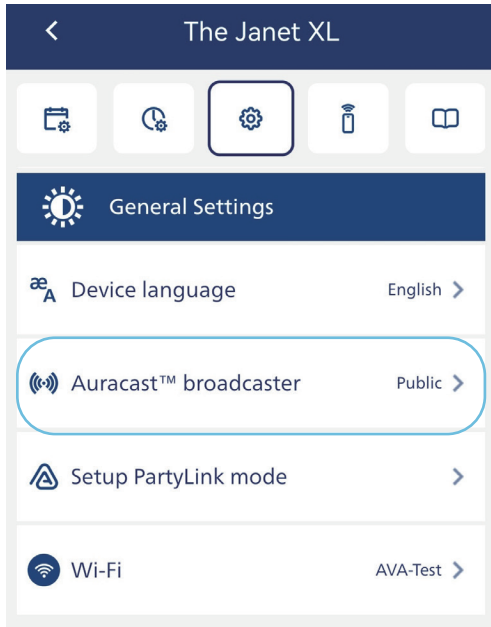 The Janet XL
General Settings
Device language English
Auracast™ broadcaster Public
Setup PartyLink mode
Wi-Fi AVA-Test